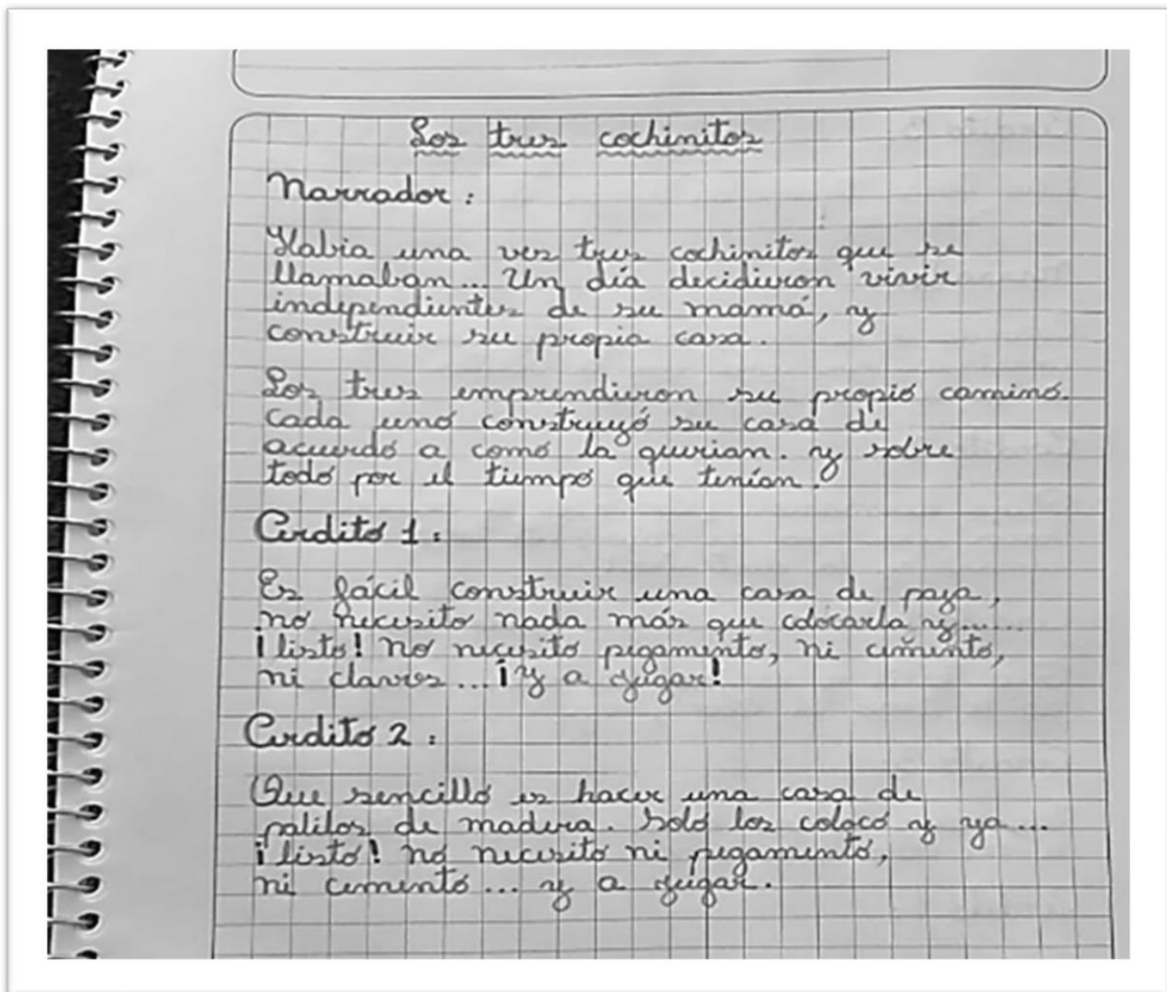 Los tres cochinitos
Narrador:
Habia una vez tres cochinitos que se
llamaban... Un día decidieron vivir
independientes de su mamá, y
construir su propia casa.
Los tres emprendieron su propio camino.
Cada uno construyó su casa de
acuerdo a como la querian. y sobre
todo por el tiempo que tenían.
Cerdito 1:
Es fácil construir una casa de paja,
no necesito nada más que colocarla y......
¡listo! no necesito pegamento, ni cemento,
ni clavos...¡y a jugar!
Cerdito 2:
Que sencillo es hacer una casa de
palitos de madera. Solo los coloco y ya...
¡listo! no necesito ni pegamento,
ni cemento... y a jugar.